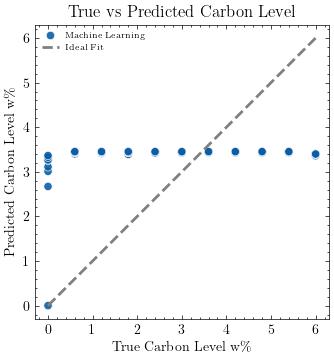 True vs Predicted Carbon Level
Machine Learning
Ideal Fit
6
5
4
3
2
1
0
Predicted Carbon Level w%
0 1 2 3 4 5 6
True Carbon Level w%